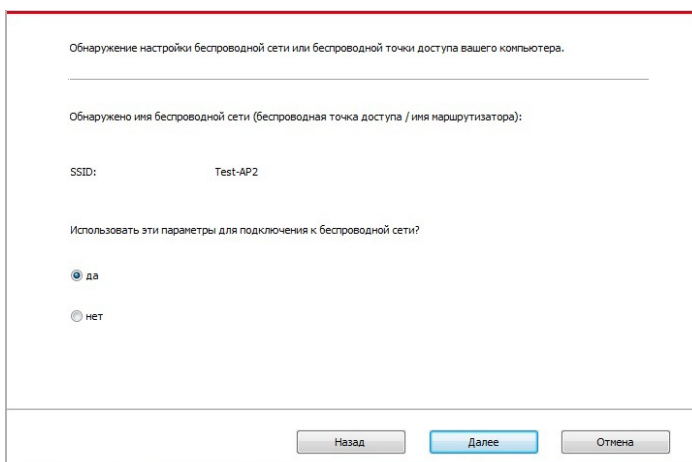 Обнаружение настройки беспроводной сети или беспроводной точки доступа вашего компьютера.
Обнаружено имя беспроводной сети (беспроводная точка доступа / имя маршрутизатора):
SSID: Test-AP2
Использовать эти параметры для подключения к беспроводной сети?
да
нет
Назад Далее Отмена